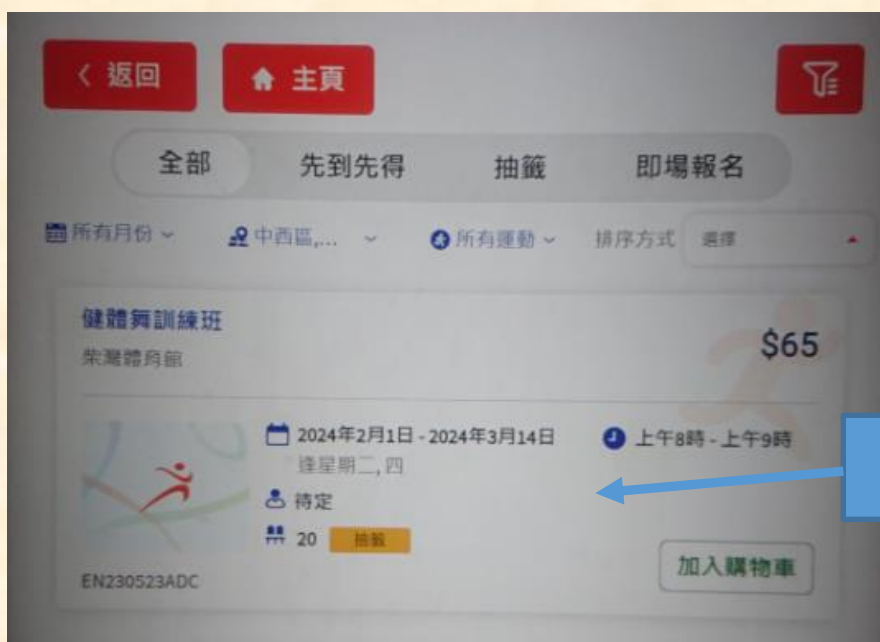 返回
主頁
全部 先到先得 抽籤 即場報名
所有月份 中西區,... 所有運動 排序方式 選擇
健體舞訓練班
柴灣體育館
$65
2024年2月1日 - 2024年3月14日 上午8時 - 上午9時
逢星期二, 四
待定
20 抽籤
EN230523ADC
加入購物車